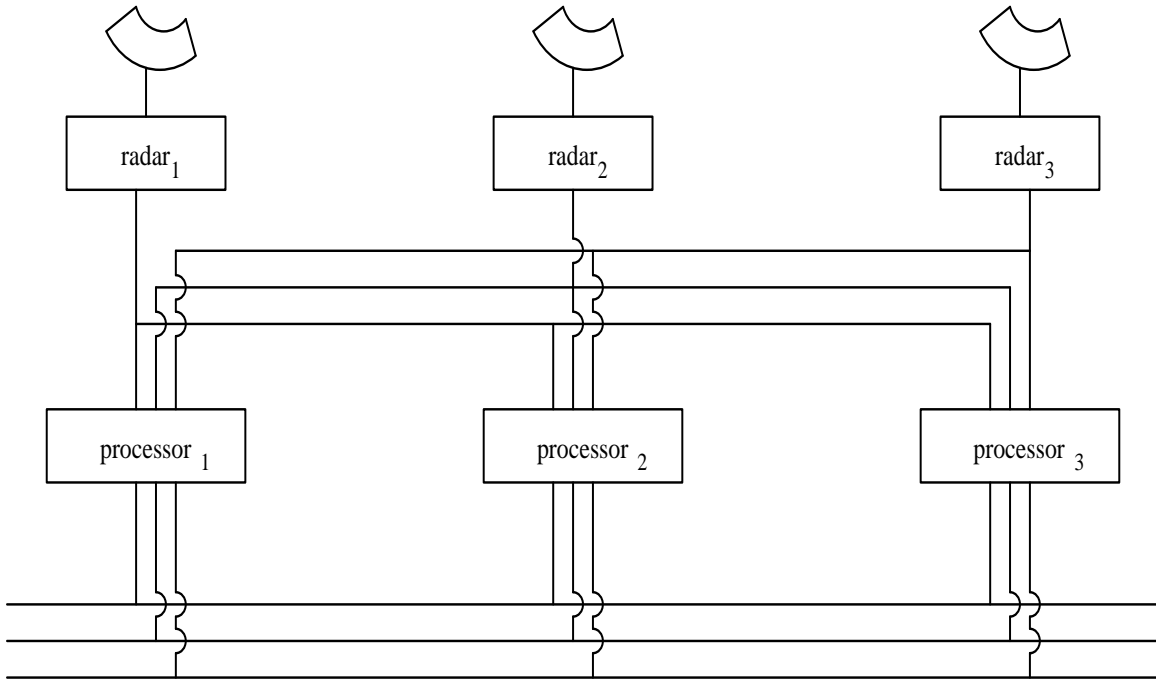 radar1
radar2
radar3
processor 1
processor 2
processor 3